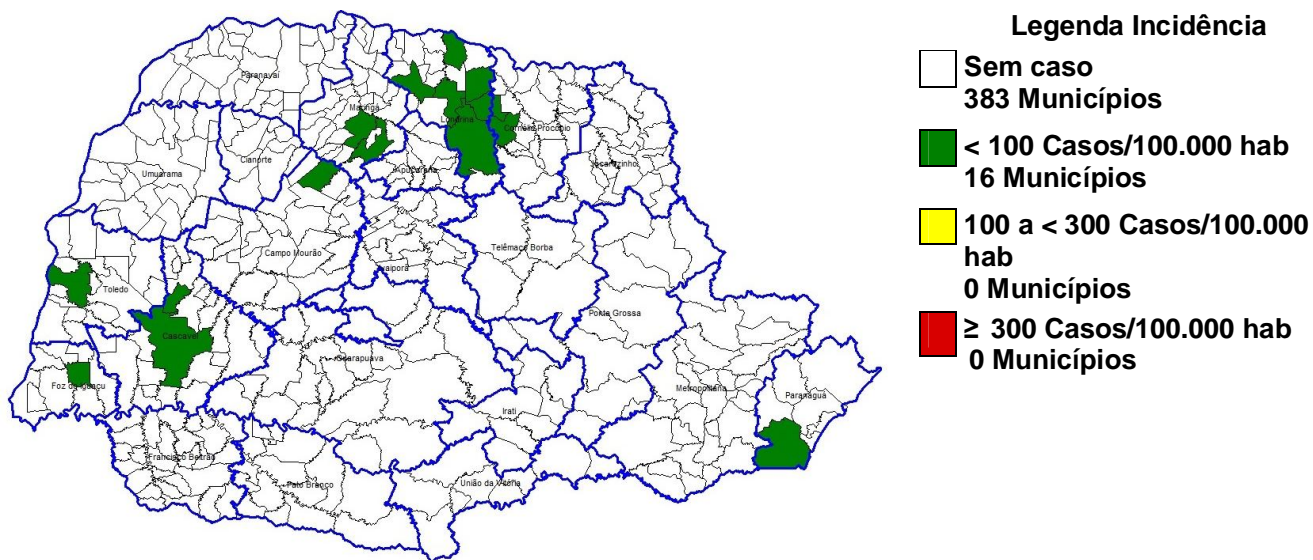 Legenda Incidência
Sem caso
383 Municípios
< 100 Casos/100.000 hab
16 Municípios
100 a < 300 Casos/100.000
hab
0 Municípios
≥ 300 Casos/100.000 hab
0 Municípios
Paranavaí
Maringá
Londrina
Cornélio Procópio
Jacarezinho
Umuarama
Cianorte
Apucarana
Campo Mourão
Telêmaco Borba
Ivaiporã
Toledo
Cascavel
Ponta Grossa
Guarapuava
Foz do Iguaçu
Metropolitana
Paranaguá
Irati
Francisco Beltrão
Pato Branco
União da Vitória